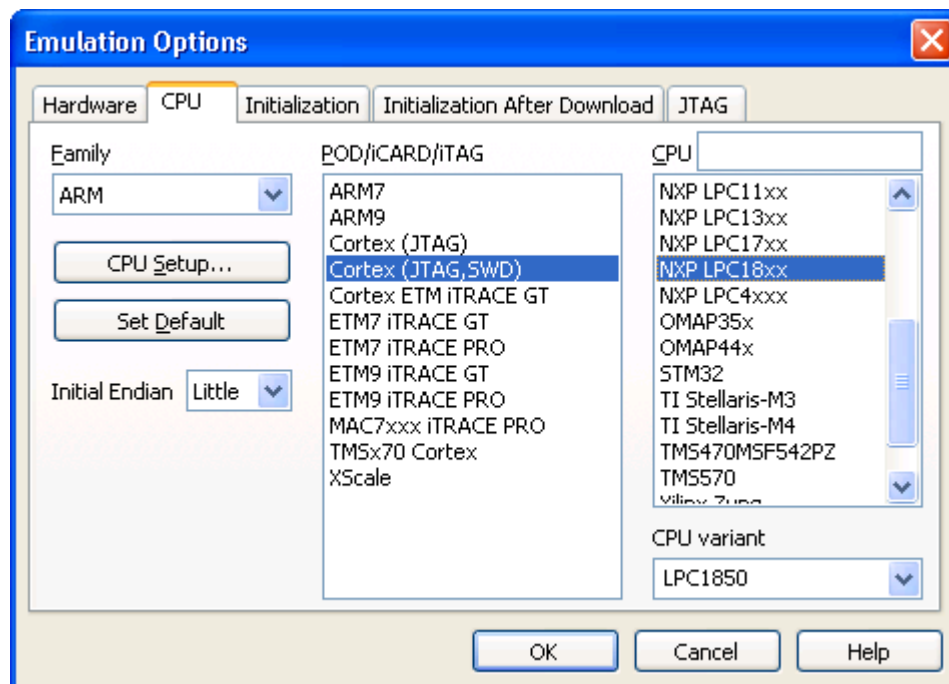 Emulation Options
Hardware CPU Initialization Initialization After Download JTAG
Family
ARM
CPU Setup...
Set Default
Initial Endian Little
POD/iCARD/iTAG
ARM7
ARM9
Cortex (JTAG)
Cortex (JTAG,SWD)
Cortex ETM iTRACE GT
ETM7 iTRACE GT
ETM7 iTRACE PRO
ETM9 iTRACE GT
ETM9 iTRACE PRO
MAC7xxx iTRACE PRO
TMSx70 Cortex
XScale
CPU
NXP LPC11xx
NXP LPC13xx
NXP LPC17xx
NXP LPC18xx
NXP LPC4xxx
OMAP35x
OMAP44x
STM32
TI Stellaris-M3
TI Stellaris-M4
TMS470MSF542PZ
TMS570
CPU variant
LPC1850
OK Cancel Help